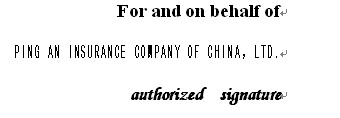 For and on behalf of
PING AN INSURANCE COMPANY OF CHINA, LTD.
authorized signature